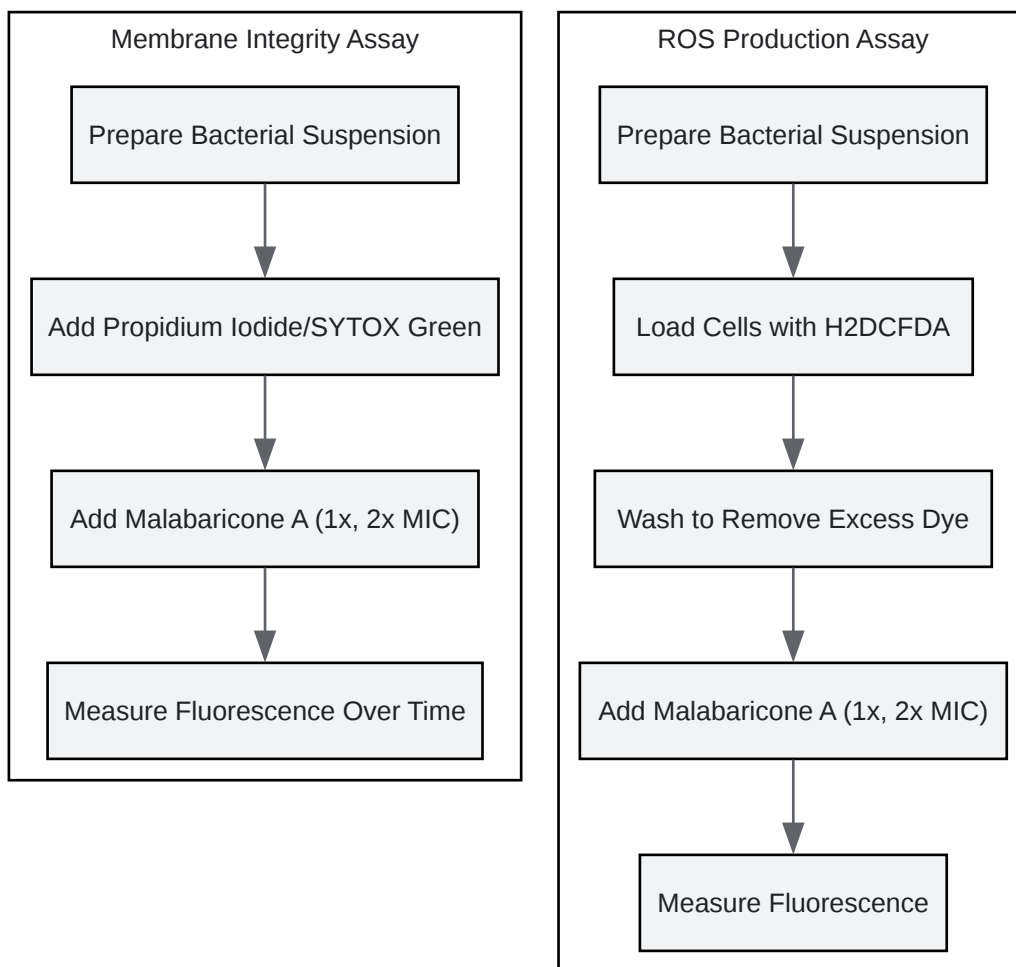 Membrane Integrity Assay
Prepare Bacterial Suspension
Add Propidium Iodide/SYTOX Green
Add Malabaricone A (1x, 2x MIC)
Measure Fluorescence Over Time
ROS Production Assay
Prepare Bacterial Suspension
Load Cells with H2DCFDA
Wash to Remove Excess Dye
Add Malabaricone A (1x, 2x MIC)
Measure Fluorescence